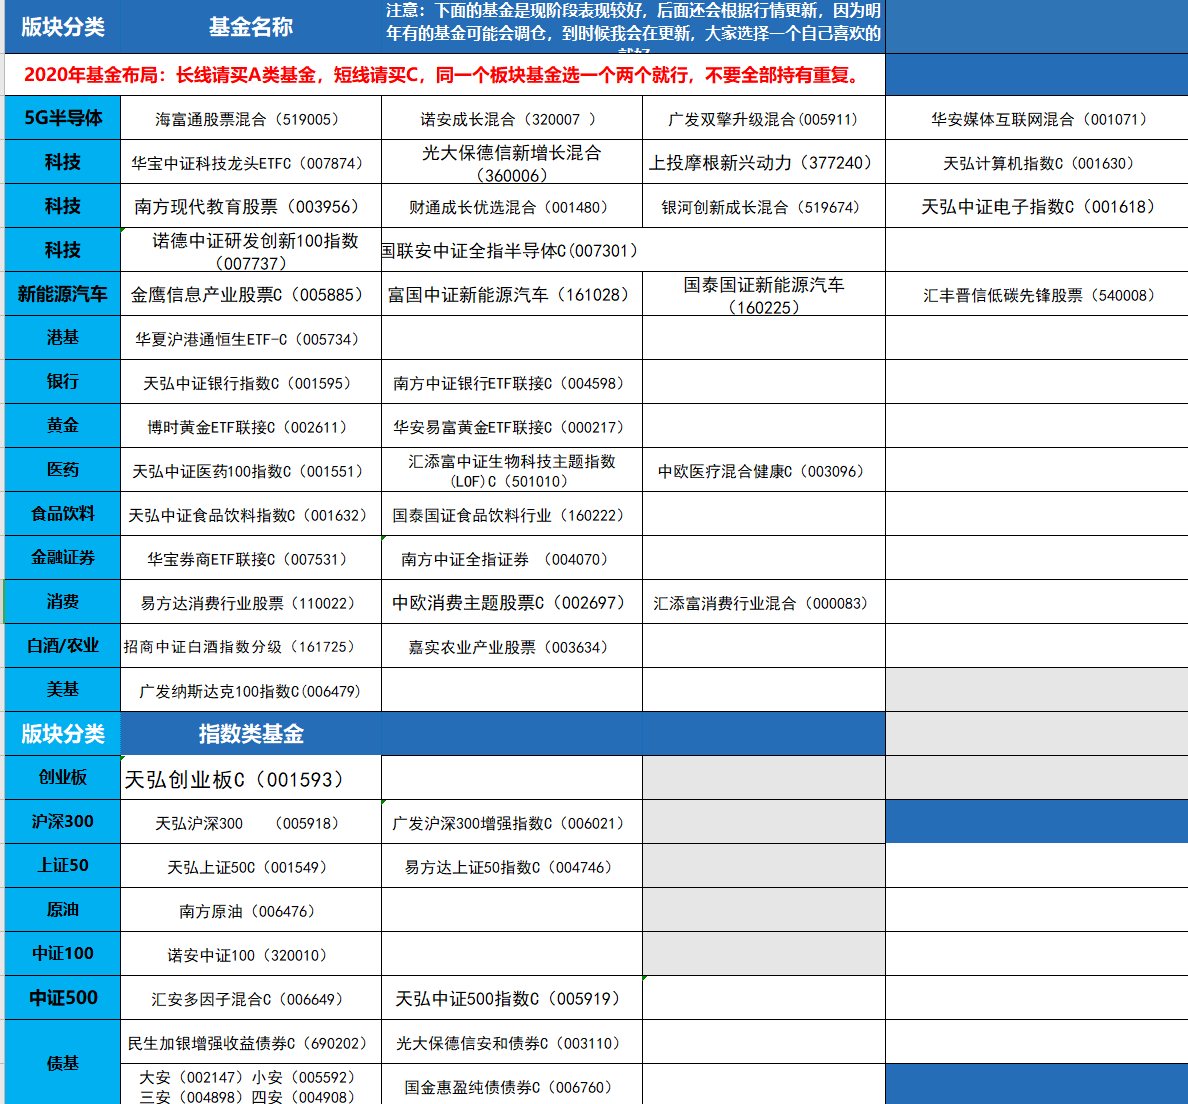 版块分类 基金名称 注意：下面的基金是现阶段表现较好，后面还会根据行情更新，因为明
年有的基金可能会调仓，到时候我会在更新，大家选择一个自己喜欢的
就好
2020年基金布局：长线请买A类基金，短线请买C，同一个板块基金选一个两个就行，不要全部持有重复。
5G半导体 海富通股票混合（519005） 诺安成长混合（320007 ） 广发双擎升级混合(005911） 华安媒体互联网混合（001071）
科技 华宝中证科技龙头ETFC（007874） 光大保德信新增长混合
（360006） 上投摩根新兴动力（377240） 天弘计算机指数C（001630）
科技 南方现代教育股票（003956） 财通成长优选混合（001480） 银河创新成长混合（519674） 天弘中证电子指数C（001618）
科技 诺德中证研发创新100指数
（007737） 国联安中证全指半导体C(007301）
新能源汽车 金鹰信息产业股票C（005885） 富国中证新能源汽车（161028） 国泰国证新能源汽车
（160225） 汇丰晋信低碳先锋股票（540008）
港基 华夏沪港通恒生ETF-C（005734）
银行 天弘中证银行指数C（001595） 南方中证银行ETF联接C（004598）
黄金 博时黄金ETF联接C（002611） 华安易富黄金ETF联接C（000217）
医药 天弘中证医药100指数C（001551） 汇添富中证生物科技主题指数
(LOF)C（501010） 中欧医疗混合健康C（003096）
食品饮料 天弘中证食品饮料指数C（001632） 国泰国证食品饮料行业（160222）
金融证券 华宝券商ETF联接C（007531） 南方中证全指证券 （004070）
消费 易方达消费行业股票（110022） 中欧消费主题股票C（002697） 汇添富消费行业混合（000083）
白酒/农业 招商中证白酒指数分级（161725） 嘉实农业产业股票（003634）
美基 广发纳斯达克100指数C(006479)
版块分类 指数类基金
创业板 天弘创业板C（001593）
沪深300 天弘沪深300 （005918） 广发沪深300增强指数C（006021）
上证50 天弘上证50C（001549） 易方达上证50指数C（004746）
原油 南方原油（006476）
中证100 诺安中证100（320010）
中证500 汇安多因子混合C（006649） 天弘中证500指数C（005919）
债基 民生加银增强收益债券C（690202） 光大保德信安和债券C（003110）
大安（002147）小安（005592）
三安（004898）四安（004908） 国金惠盈纯债债券C（006760）